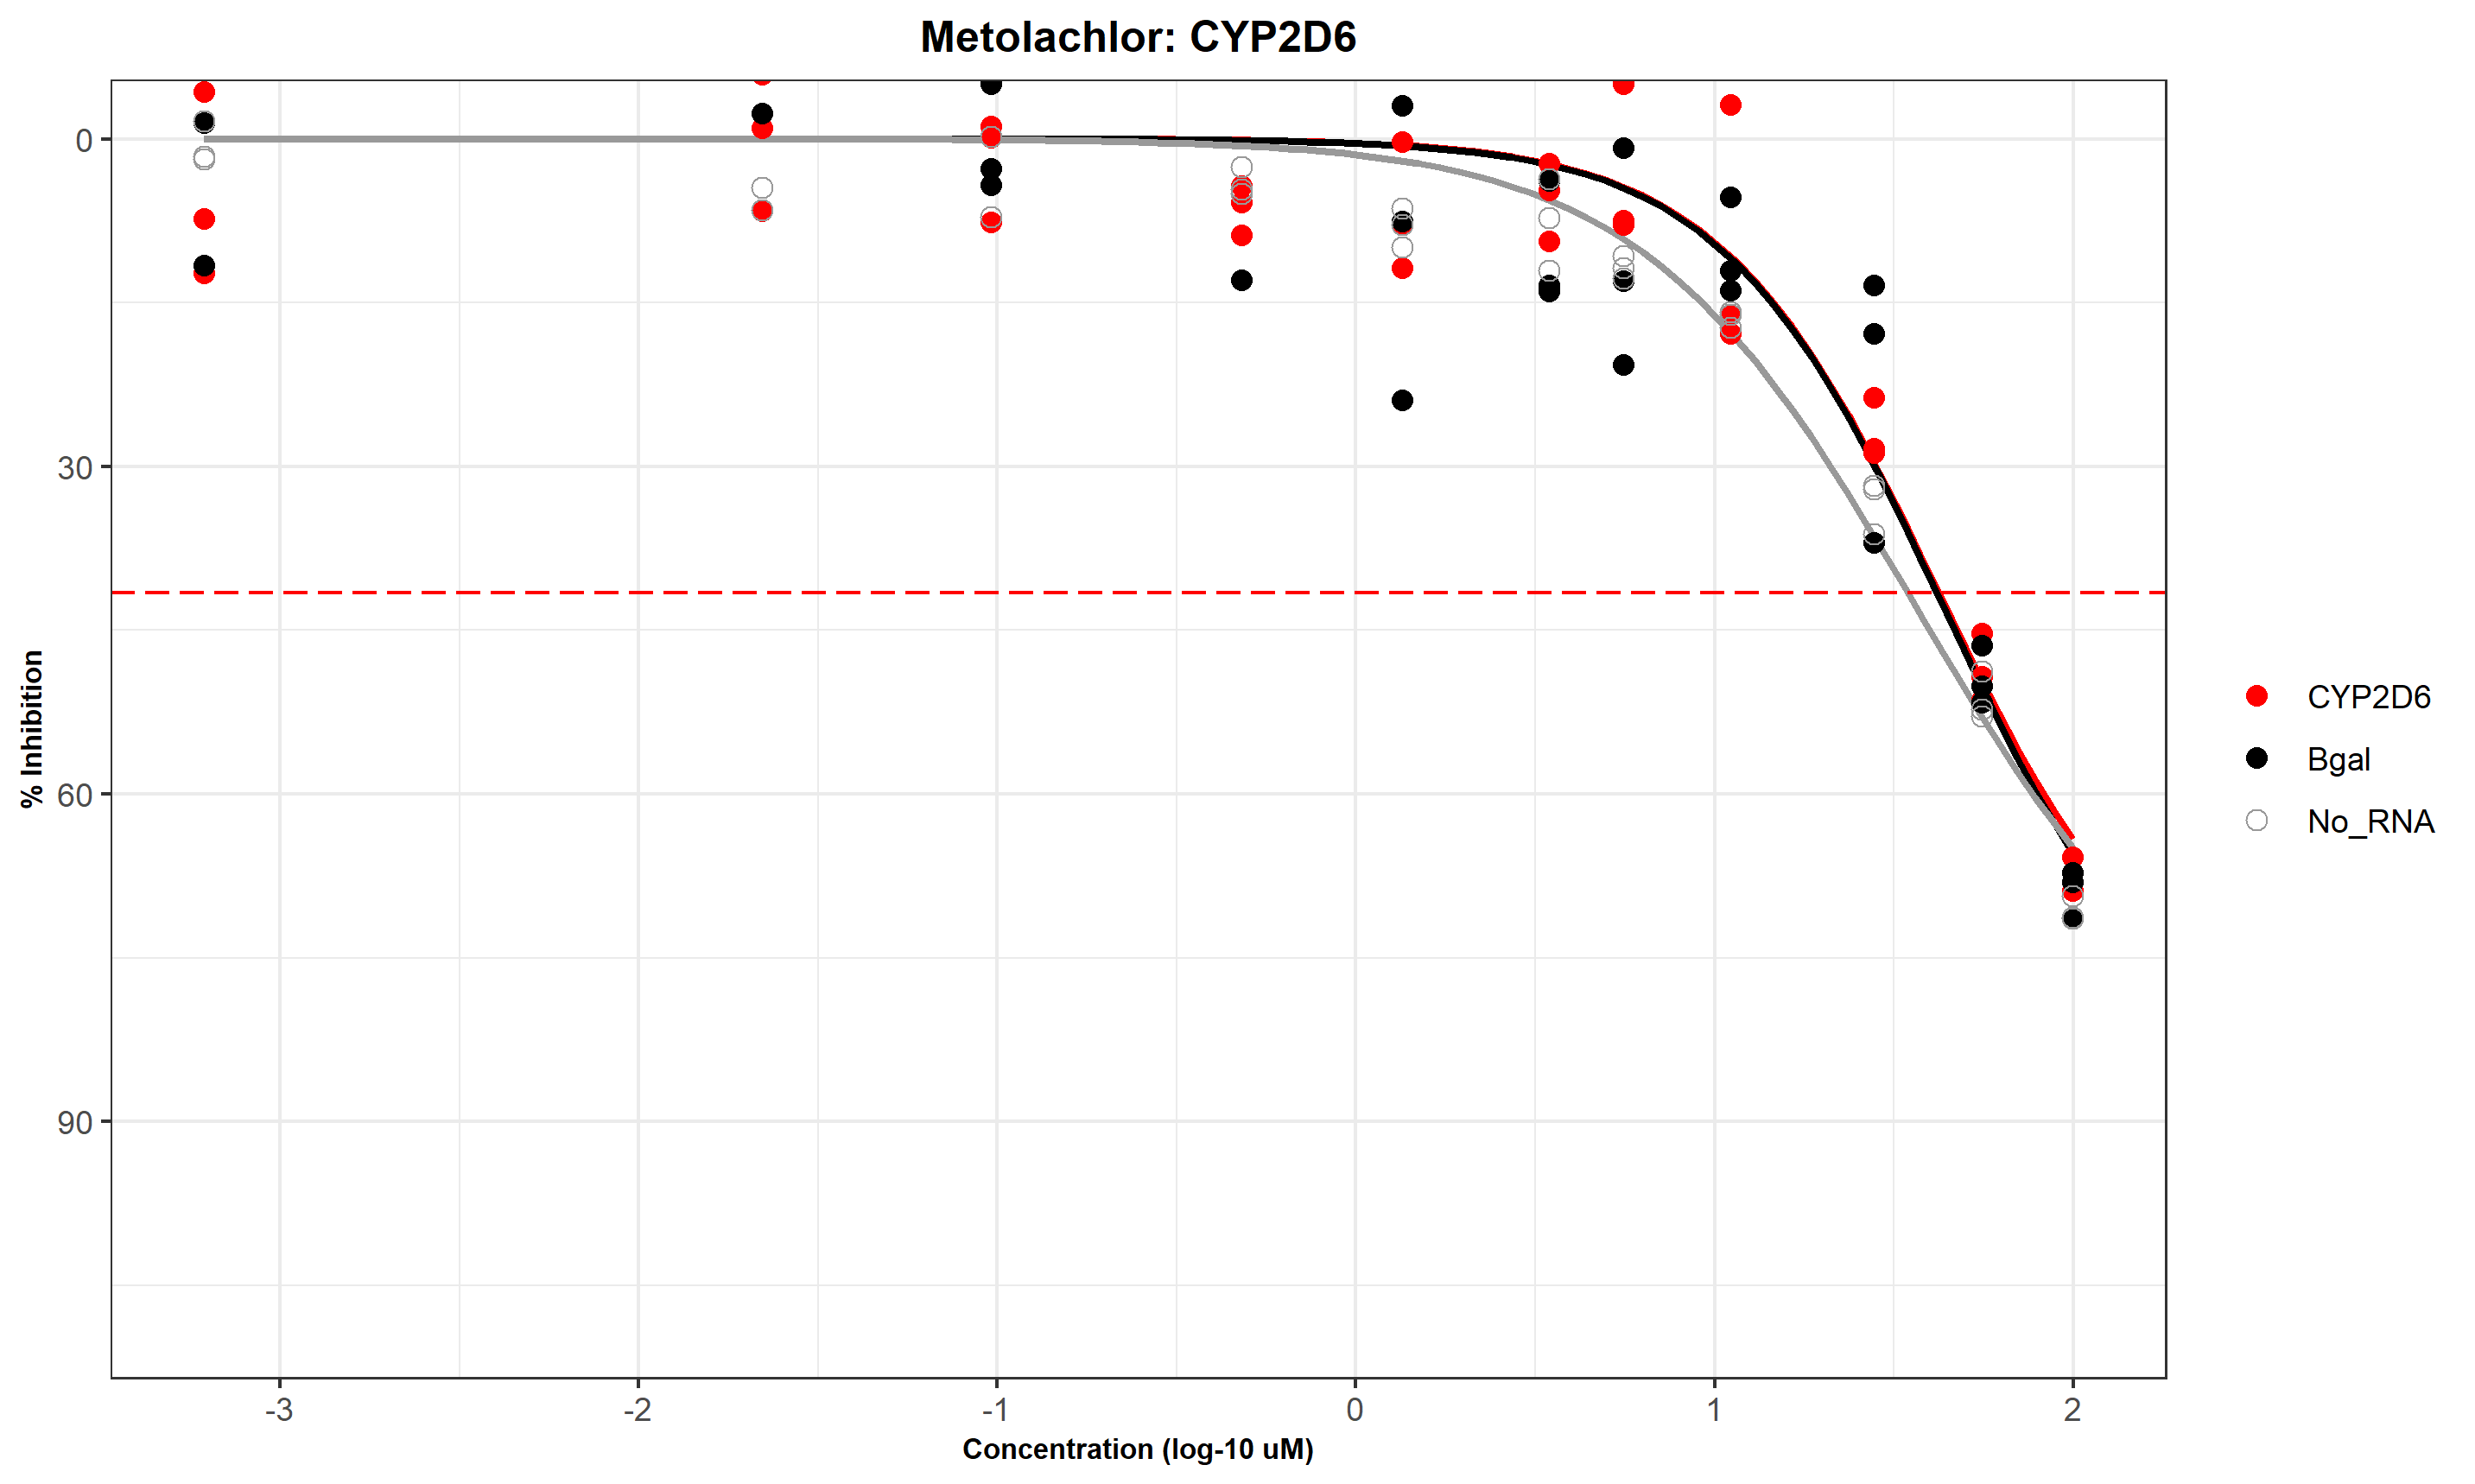 Metolachlor: CYP2D6
0
30
60
90
% Inhibition
-3
-2
-1
0
1
2
Concentration (log-10 uM)
CYP2D6
Bgal
No_RNA